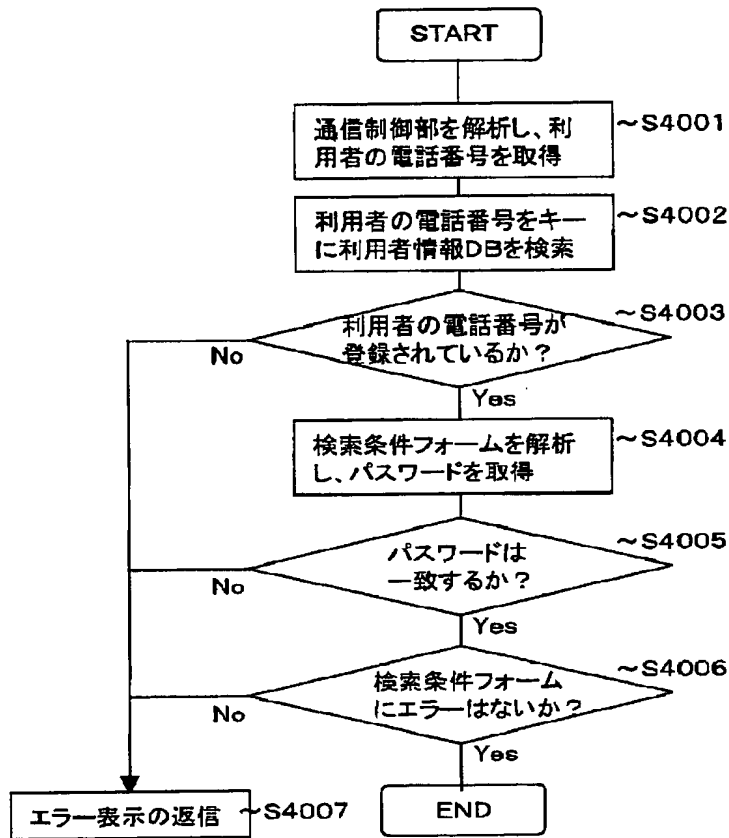 START
通信制御部を解析し、利
用者の電話番号を取得
～S4001
利用者の電話番号をキー
に利用者情報DBを検索
～S4002
利用者の電話番号が
登録されているか？
～S4003
No
Yes
検索条件フォームを解析
し、パスワードを取得
～S4004
パスワードは
一致するか？
～S4005
No
Yes
検索条件フォーム
にエラーはないか？
～S4006
No
Yes
エラー表示の返信
～S4007
END